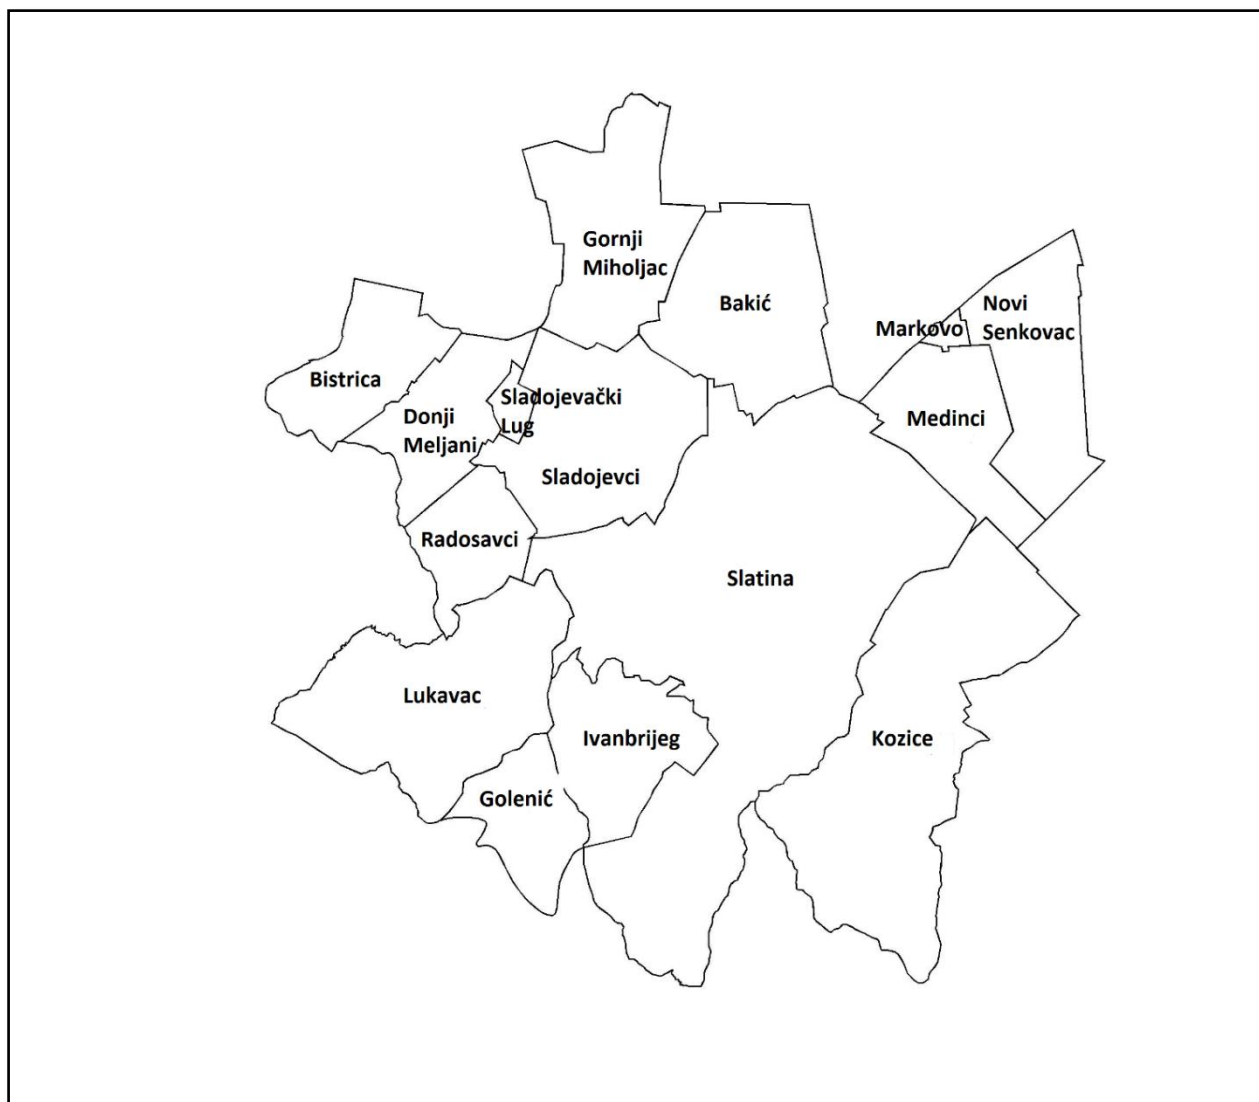 Gornji
Miholjac
Bakić
Novi
Senkovac
Markovo
Bistrica
Sladojevački
Lug
Donji
Meljani
Medinci
Sladojevci
Radosavci
Slatina
Lukavac
Ivanbrijeg
Kozice
Golenić